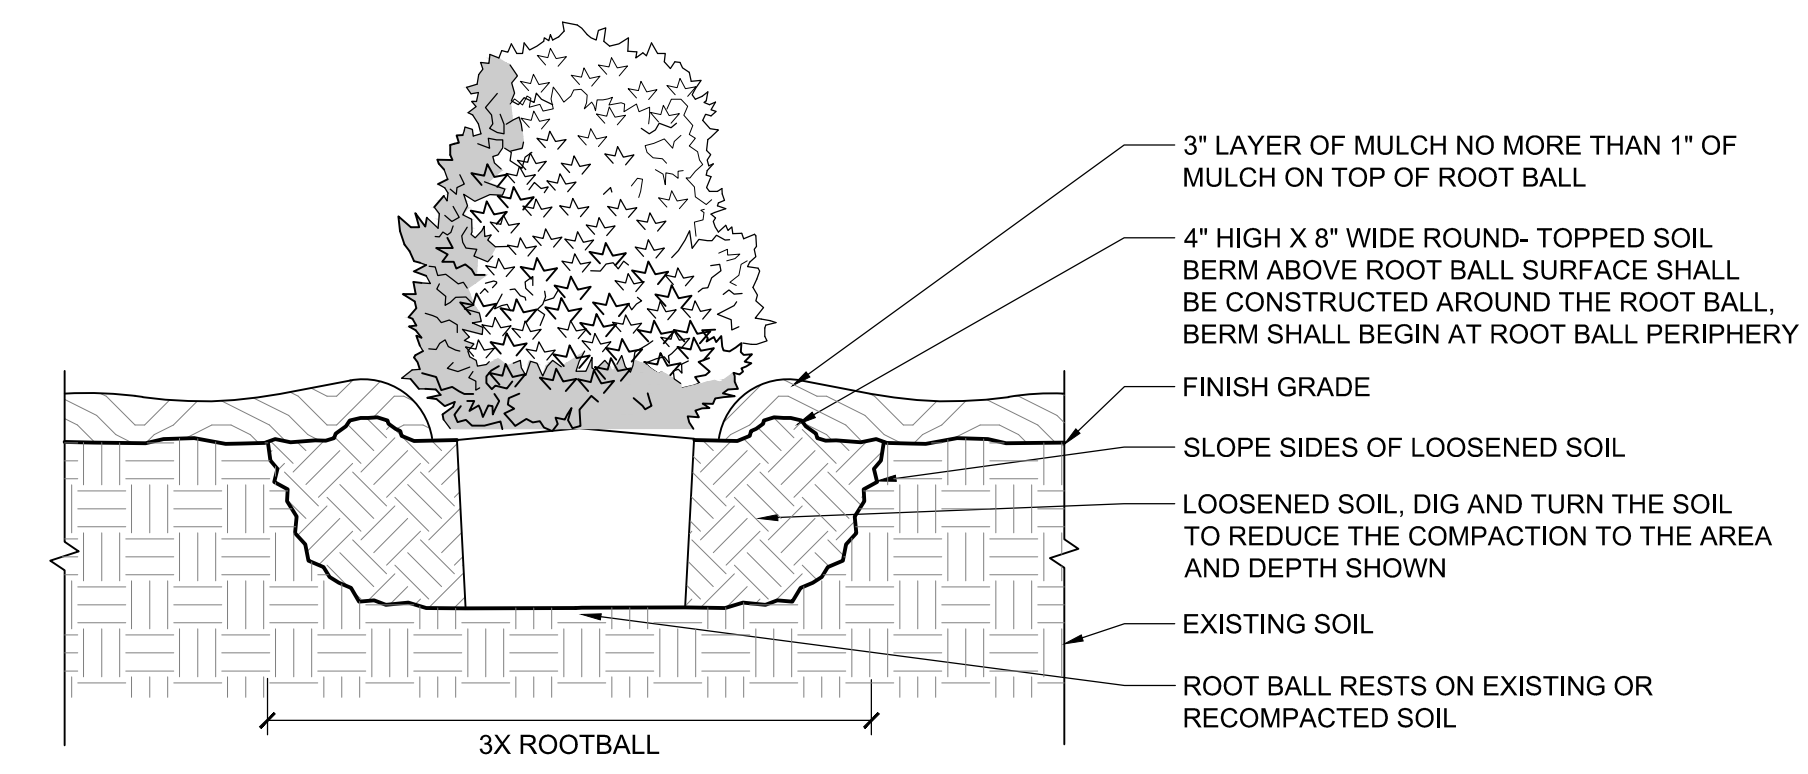 3" LAYER OF MULCH NO MORE THAN 1" OF
MULCH ON TOP OF ROOT BALL
4" HIGH X 8" WIDE ROUND- TOPPED SOIL
BERM ABOVE ROOT BALL SURFACE SHALL
BE CONSTRUCTED AROUND THE ROOT BALL,
BERM SHALL BEGIN AT ROOT BALL PERIPHERY
FINISH GRADE
SLOPE SIDES OF LOOSENED SOIL
LOOSENED SOIL, DIG AND TURN THE SOIL
TO REDUCE THE COMPACTION TO THE AREA
AND DEPTH SHOWN
EXISTING SOIL
ROOT BALL RESTS ON EXISTING OR
RECOMPACTED SOIL
3X ROOTBALL